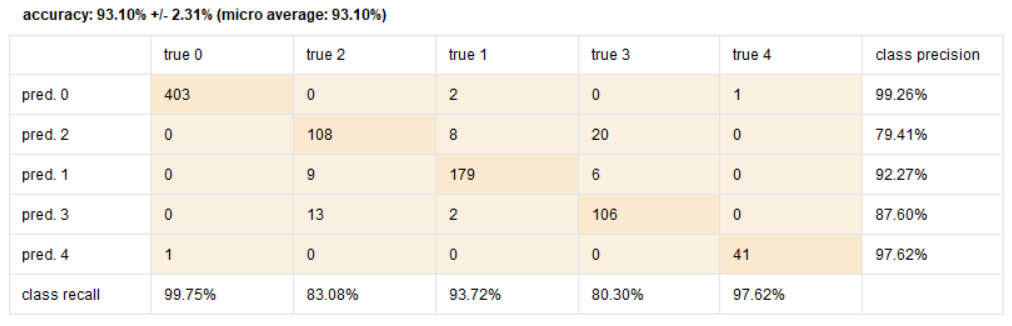 accuracy: 93.10% +/- 2.31% (micro average: 93.10%)
true 0 true 2 true 1 true 3 true 4 class precision
pred. 0 403 0 2 0 1 99.26%
pred. 2 0 108 8 20 0 79.41%
pred. 1 0 9 179 6 0 92.27%
pred. 3 0 13 2 106 0 87.60%
pred. 4 1 0 0 0 41 97.62%
class recall 99.75% 83.08% 93.72% 80.30% 97.62%